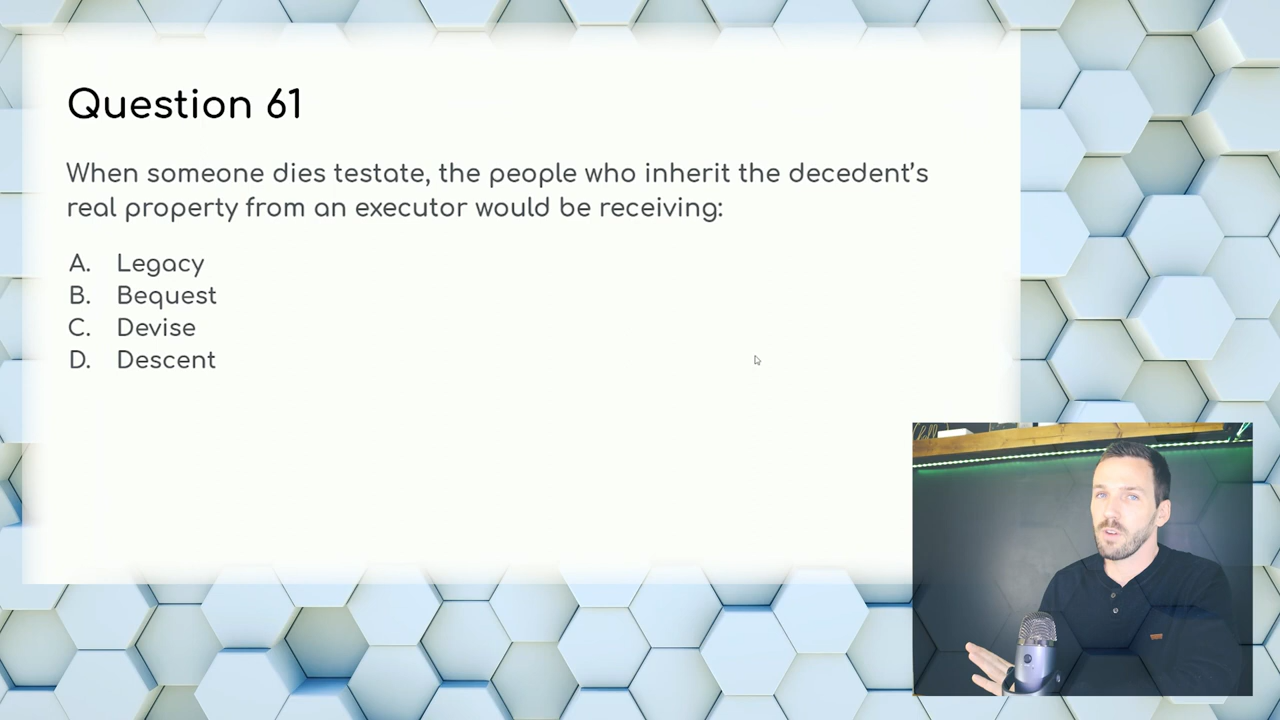 Question 61
When someone dies testate, the people who inherit the decedent's
real property from an executor would be receiving:
A. Legacy
B. Bequest
C. Devise
D. Descent